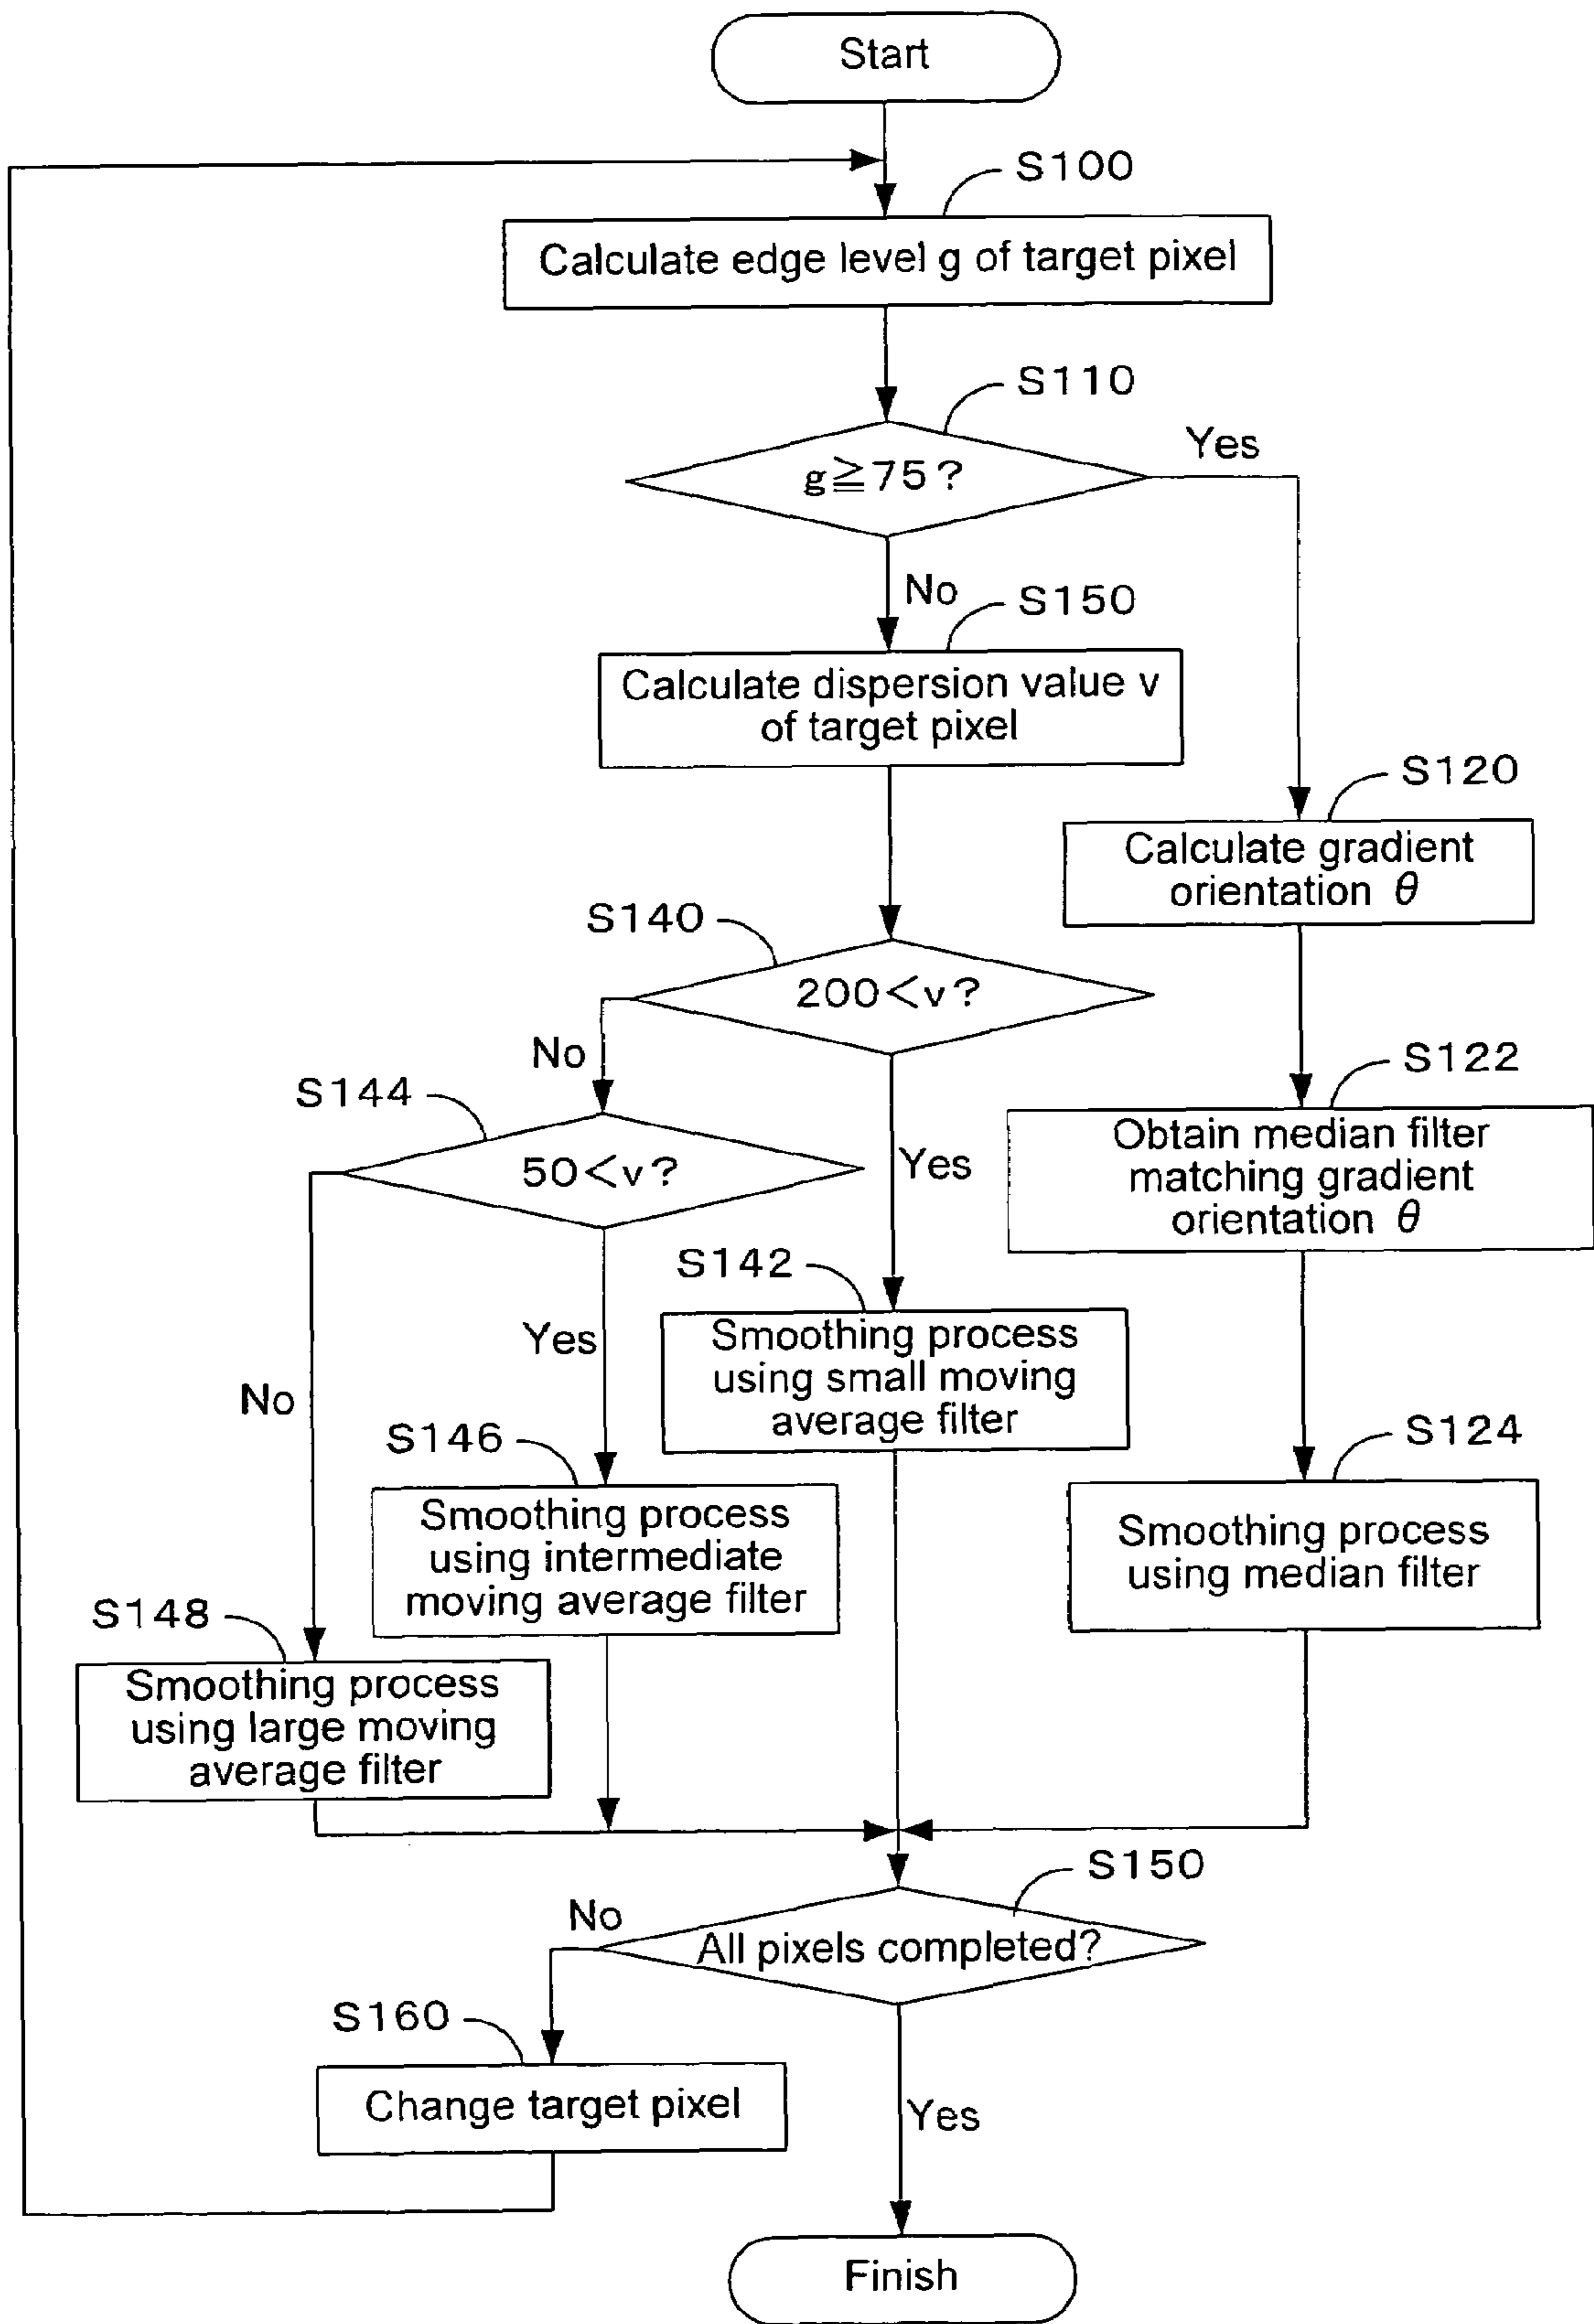 Start
S100
Calculate edge level g of target pixel
S110
g≧75?
Yes
No
S150
Calculate dispersion value v
of target pixel
S120
Calculate gradient
orientation θ
S140
200<v?
No
S122
S144
Obtain median filter
matching gradient
orientation θ
50<v?
Yes
S142
Smoothing process
using small moving
average filter
Yes
No
S146
Smoothing process
using intermediate
moving average filter
S124
Smoothing process
using median filter
S148
Smoothing process
using large moving
average filter
S150
No
All pixels completed?
S160
Change target pixel
Yes
Finish